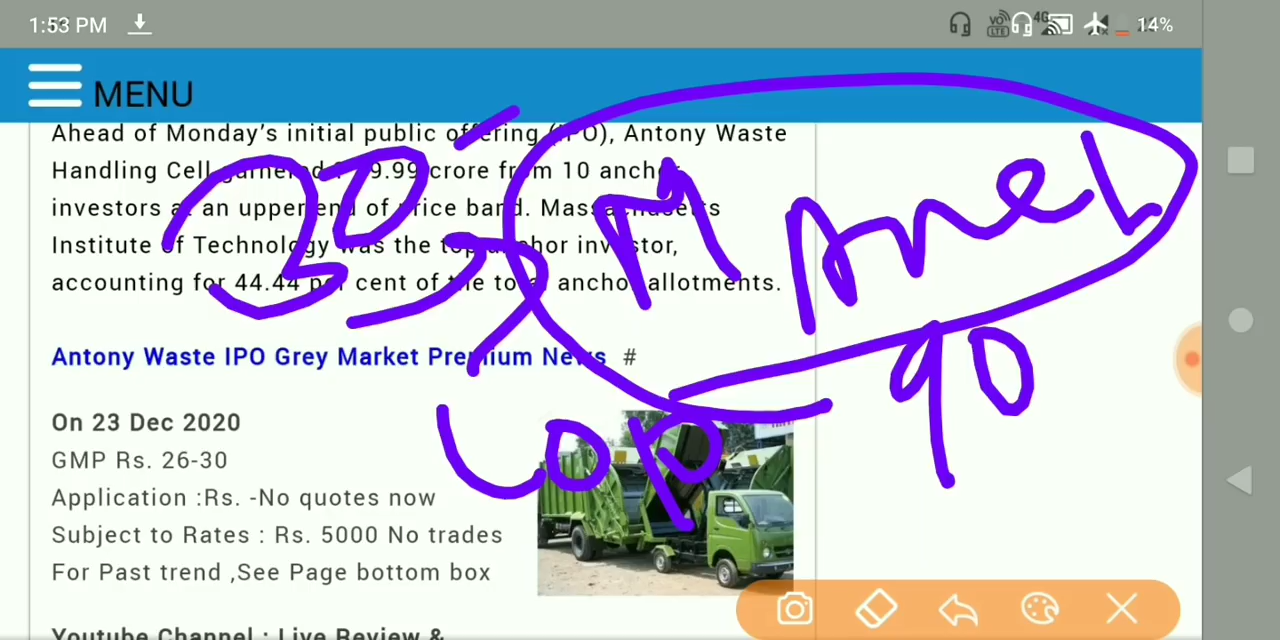 1:53 PM 14%
MENU
Ahead of Monday's initial public offering (IPO), Antony Waste
Handling Cell garnered 9.99 crore from 10 anchor
investors at an upper end of price band. Massachusetts
Institute of Technology was the top anchor investor,
accounting for 44.44 per cent of the total anchor allotments.
Antony Waste IPO Grey Market Premium News #
90
On 23 Dec 2020
GMP Rs. 26-30
Application :Rs. -No quotes now
Subject to Rates : Rs. 5000 No trades
For Past trend ,See Page bottom box
Youtube Channel : Live Review &